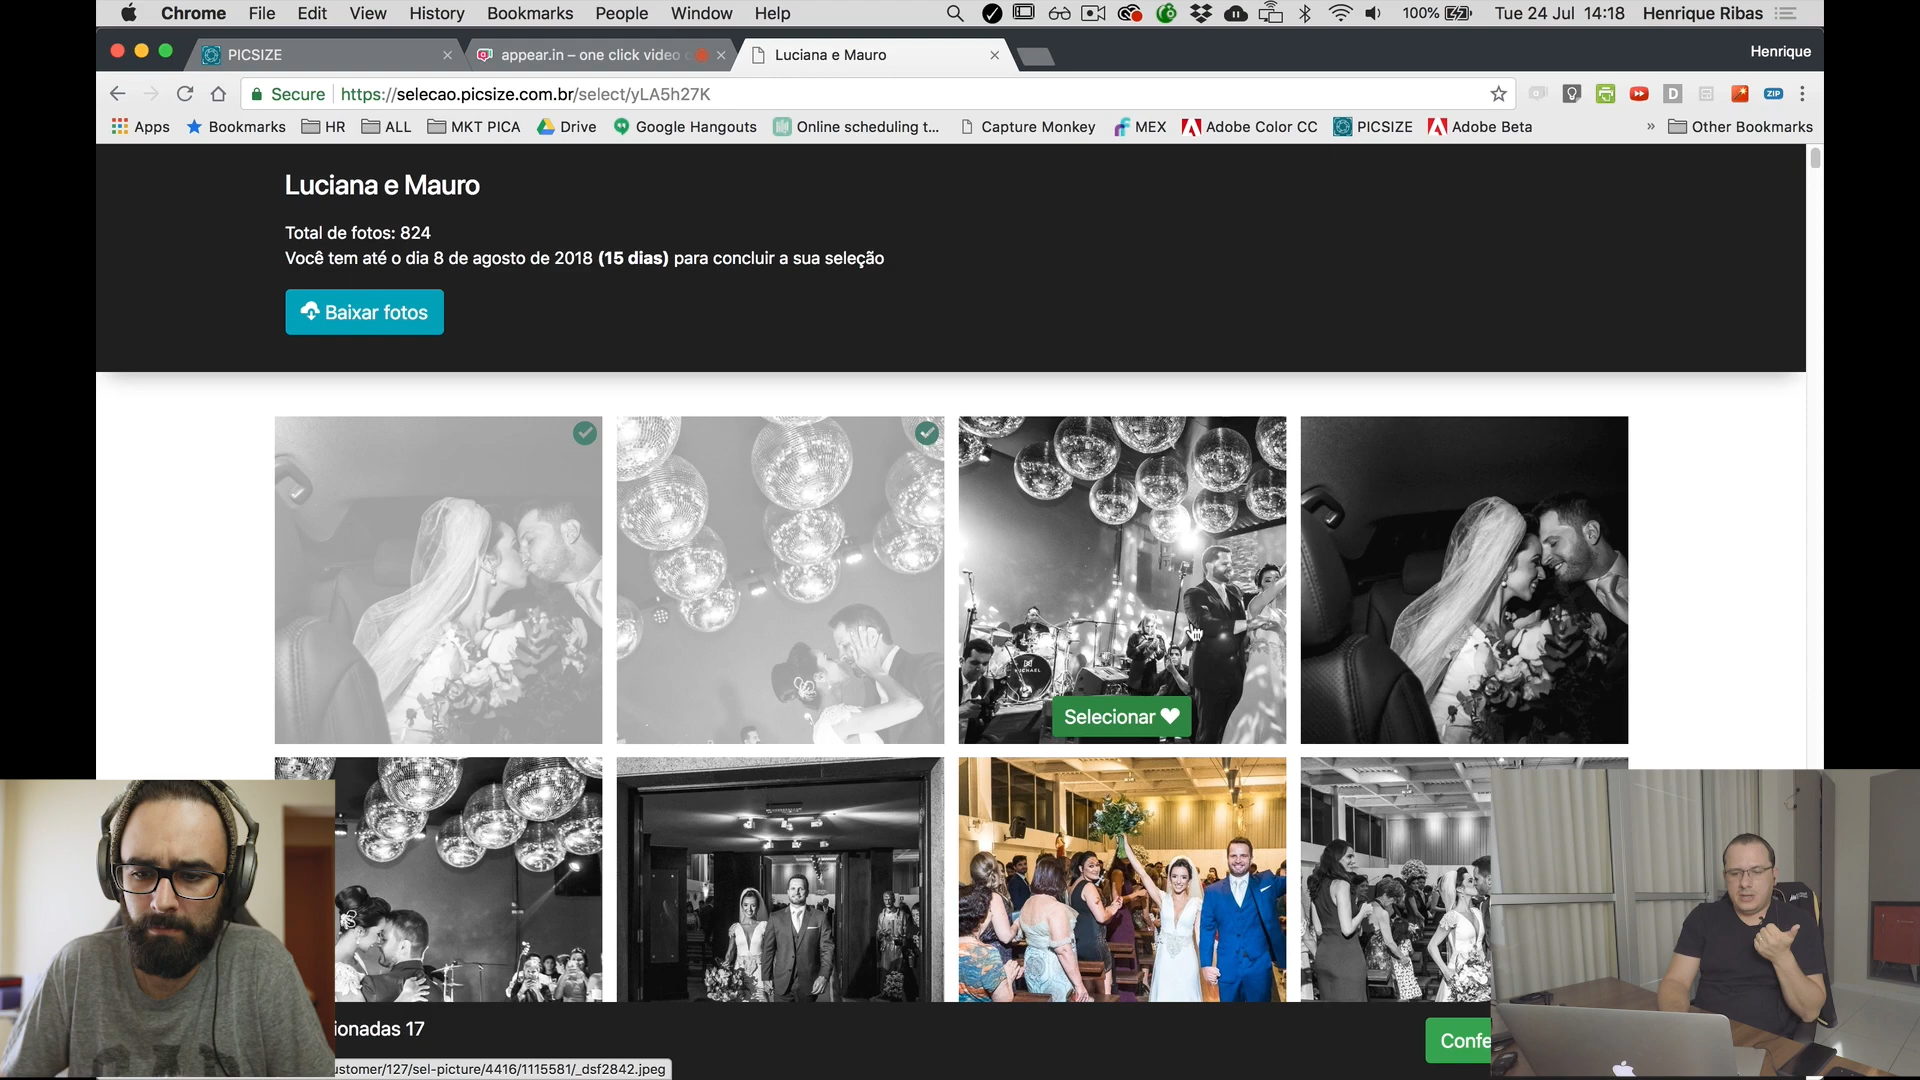 Chrome File Edit View History Bookmarks People Window Help 100% Tue 24 Jul 14:18 Henrique Ribas
PICSIZE
appear.in – one click video c
Luciana e Mauro
Henrique
Secure https://selecao.picsize.com.br/select/yLA5h27K
D ZIP
Apps Bookmarks HR ALL MKT PICA Drive Google Hangouts Online scheduling t... Capture Monkey MEX Adobe Color CC PICSIZE Adobe Beta » Other Bookmarks
Luciana e Mauro
Total de fotos: 824
Você tem até o dia 8 de agosto de 2018 (15 dias) para concluir a sua seleção
Baixar fotos
Selecionar
ionadas 17
Confe
ustomer/127/sel-picture/4416/1115581/_dsf2842.jpeg